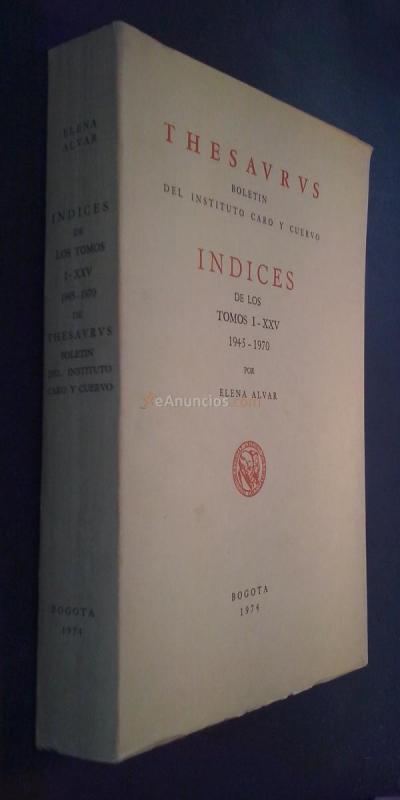 ELENA
ALVAR
INDICES
DE
LOS TOMOS
I-XXV
1945-1970
DE
THESAVRVS
BOLETIN
DEL INSTITUTO
CARO Y CUERVO
BOGOTA
1974
THESAVRVS
BOLETIN
DEL INSTITUTO CARO Y CUERVO
INDICES
DE LOS
TOMOS I-XXV
1945-1970
POR
ELENA ALVAR
eAnuncios.com
BOGOTA
1974